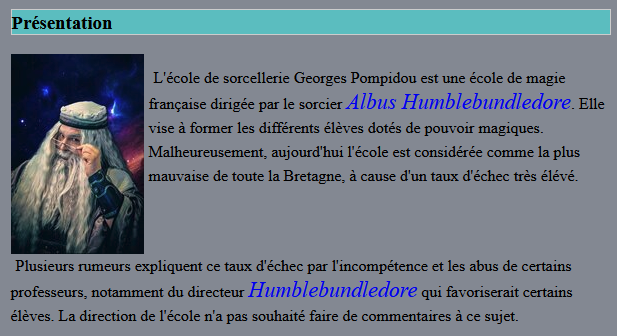 Présentation
L'école de sorcellerie Georges Pompidou est une école de magie
française dirigée par le sorcier Albus Humblebundledore. Elle
vise à former les différents élèves dotés de pouvoir magiques.
Malheureusement, aujourd'hui l'école est considérée comme la plus
mauvaise de toute la Bretagne, à cause d'un taux d'échec très élévé.
Plusieurs rumeurs expliquent ce taux d'échec par l'incompétence et les abus de certains
professeurs, notamment du directeur Humblebundledore qui favoriserait certains
élèves. La direction de l'école n'a pas souhaité faire de commentaires à ce sujet.